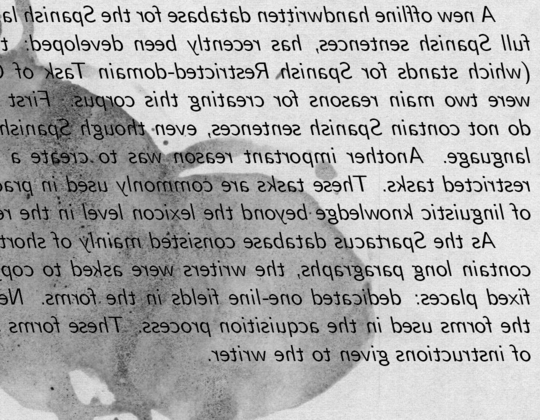 A new offline handwritten database for the Spanish la
full Spanish sentences, has recently been developed: t
(which stands for Spanish Restricted-domain Task of C
were two main reasons for creating this corpus. First
do not contain Spanish sentences, even though Spanish
language. Another important reason was to create a
restricted tasks. These tasks are commonly used in prac
of linguistic knowledge beyond the lexicon level in the re
As the Spartacus database consisted mainly of short
contain long paragraphs, the writers were asked to cop
fixed places: dedicated one-line fields in the forms. Ne
the forms used in the acquisition process. These forms
of instructions given to the writer.